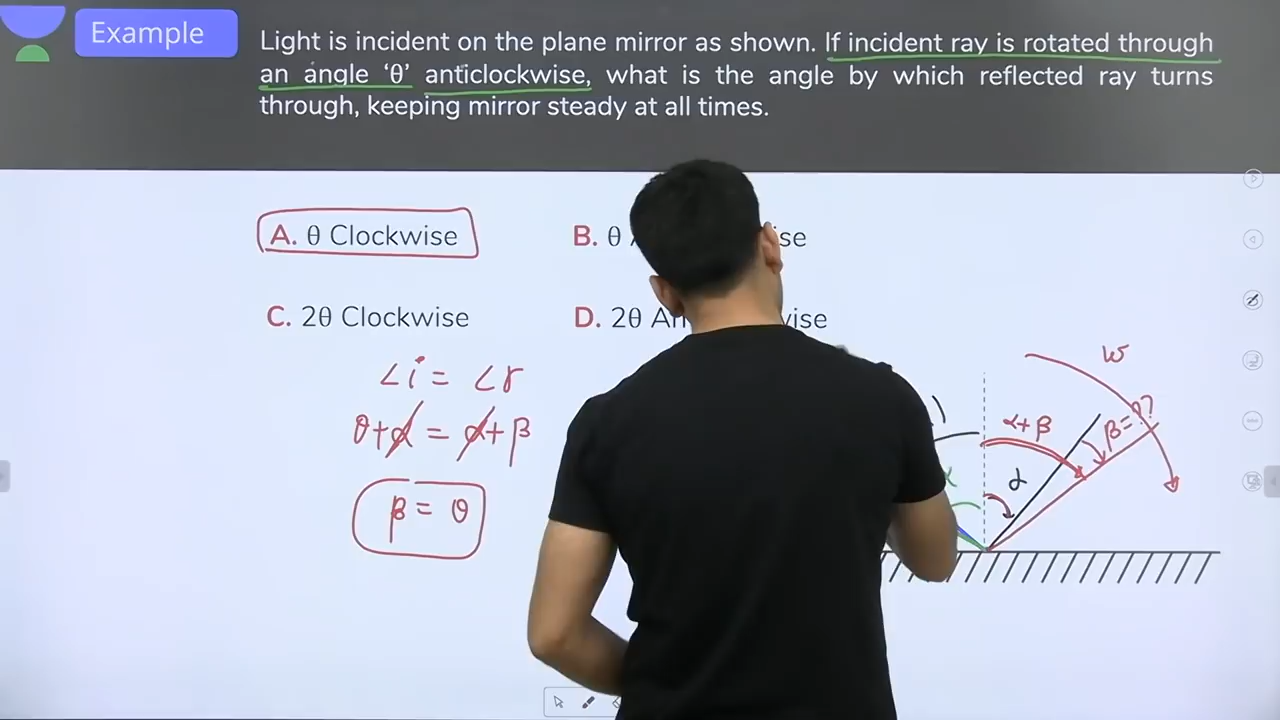 Example
Light is incident on the plane mirror as shown. If incident ray is rotated through
an angle ‘θ’ anticlockwise, what is the angle by which reflected ray turns
through, keeping mirror steady at all times.
A. θ Clockwise
B. θ
C. 2θ Clockwise
D. 2θ
∠i = ∠r
θ+α = α+β
β = θ
α+β
β=??
α